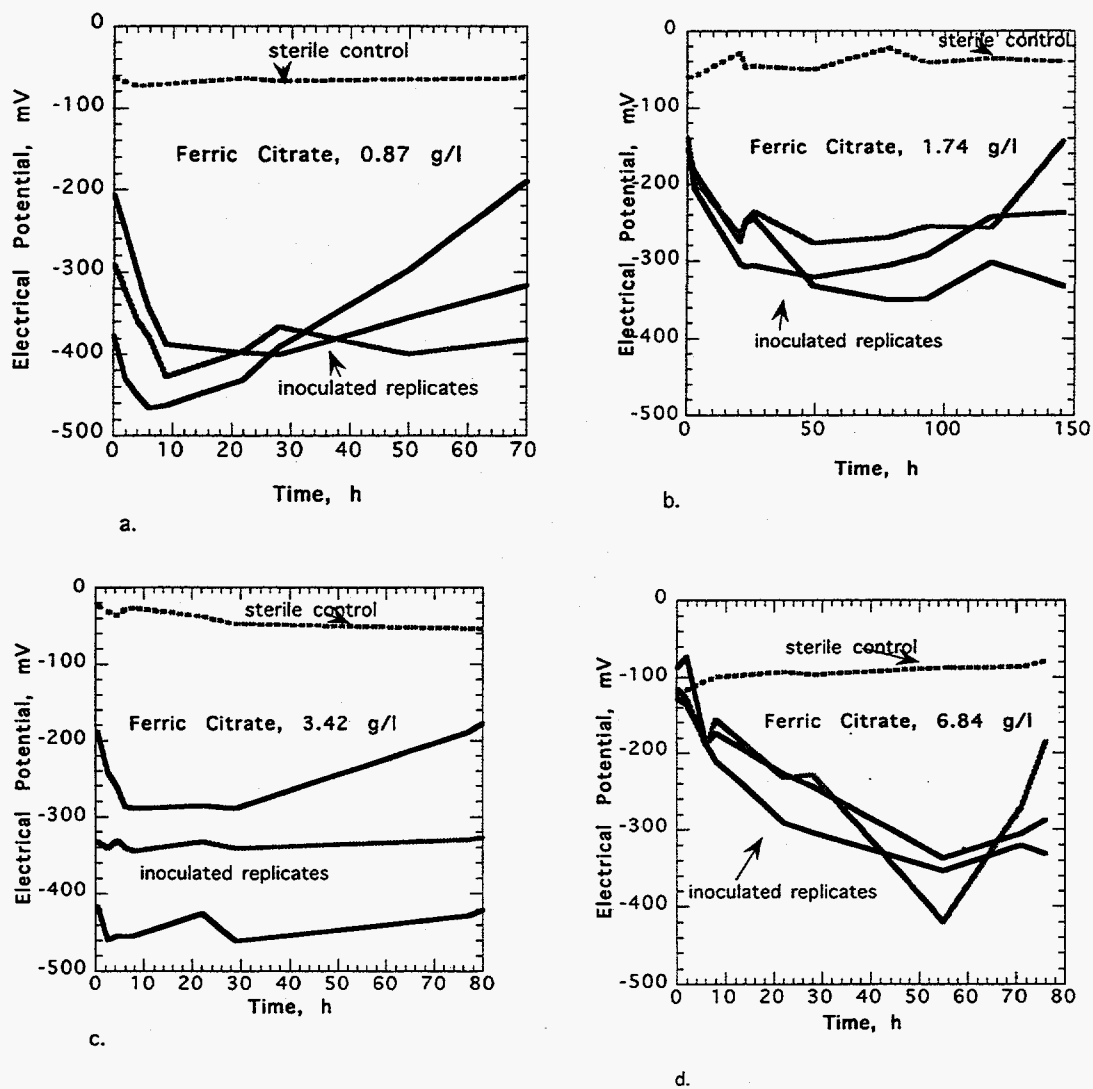 0
-100
-200
-300
-400
-500
Electrical Potential, mV
sterile control
Ferric Citrate, 0.87 g/l
inoculated replicates
0 10 20 30 40 50 60 70
Time, h
a.
0
-100
-200
-300
-400
-500
Electrical Potential, mV
sterile control
Ferric Citrate, 1.74 g/l
inoculated replicates
0 50 100 150
Time, h
b.
0
-100
-200
-300
-400
-500
Electrical Potential, mV
sterile control
Ferric Citrate, 3.42 g/l
inoculated replicates
0 10 20 30 40 50 60 70 80
Time, h
c.
0
-100
-200
-300
-400
-500
Electrical Potential, mV
sterile control
Ferric Citrate, 6.84 g/l
inoculated replicates
0 10 20 30 40 50 60 70 80
Time, h
d.